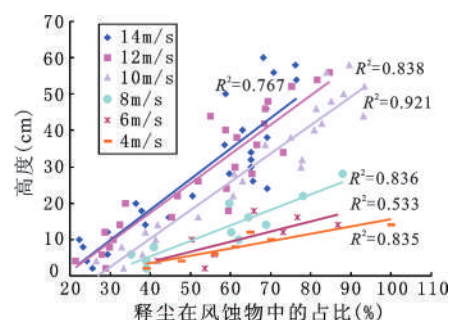 高度(cm)
70
60
50
40
30
20
10
0
14m/s
12m/s
10m/s
8m/s
6m/s
4m/s
R²=0.767
R²=0.838
R²=0.921
R²=0.836
R²=0.533
R²=0.835
20 30 40 50 60 70 80 90 100 110
释尘在风蚀物中的占比(%)